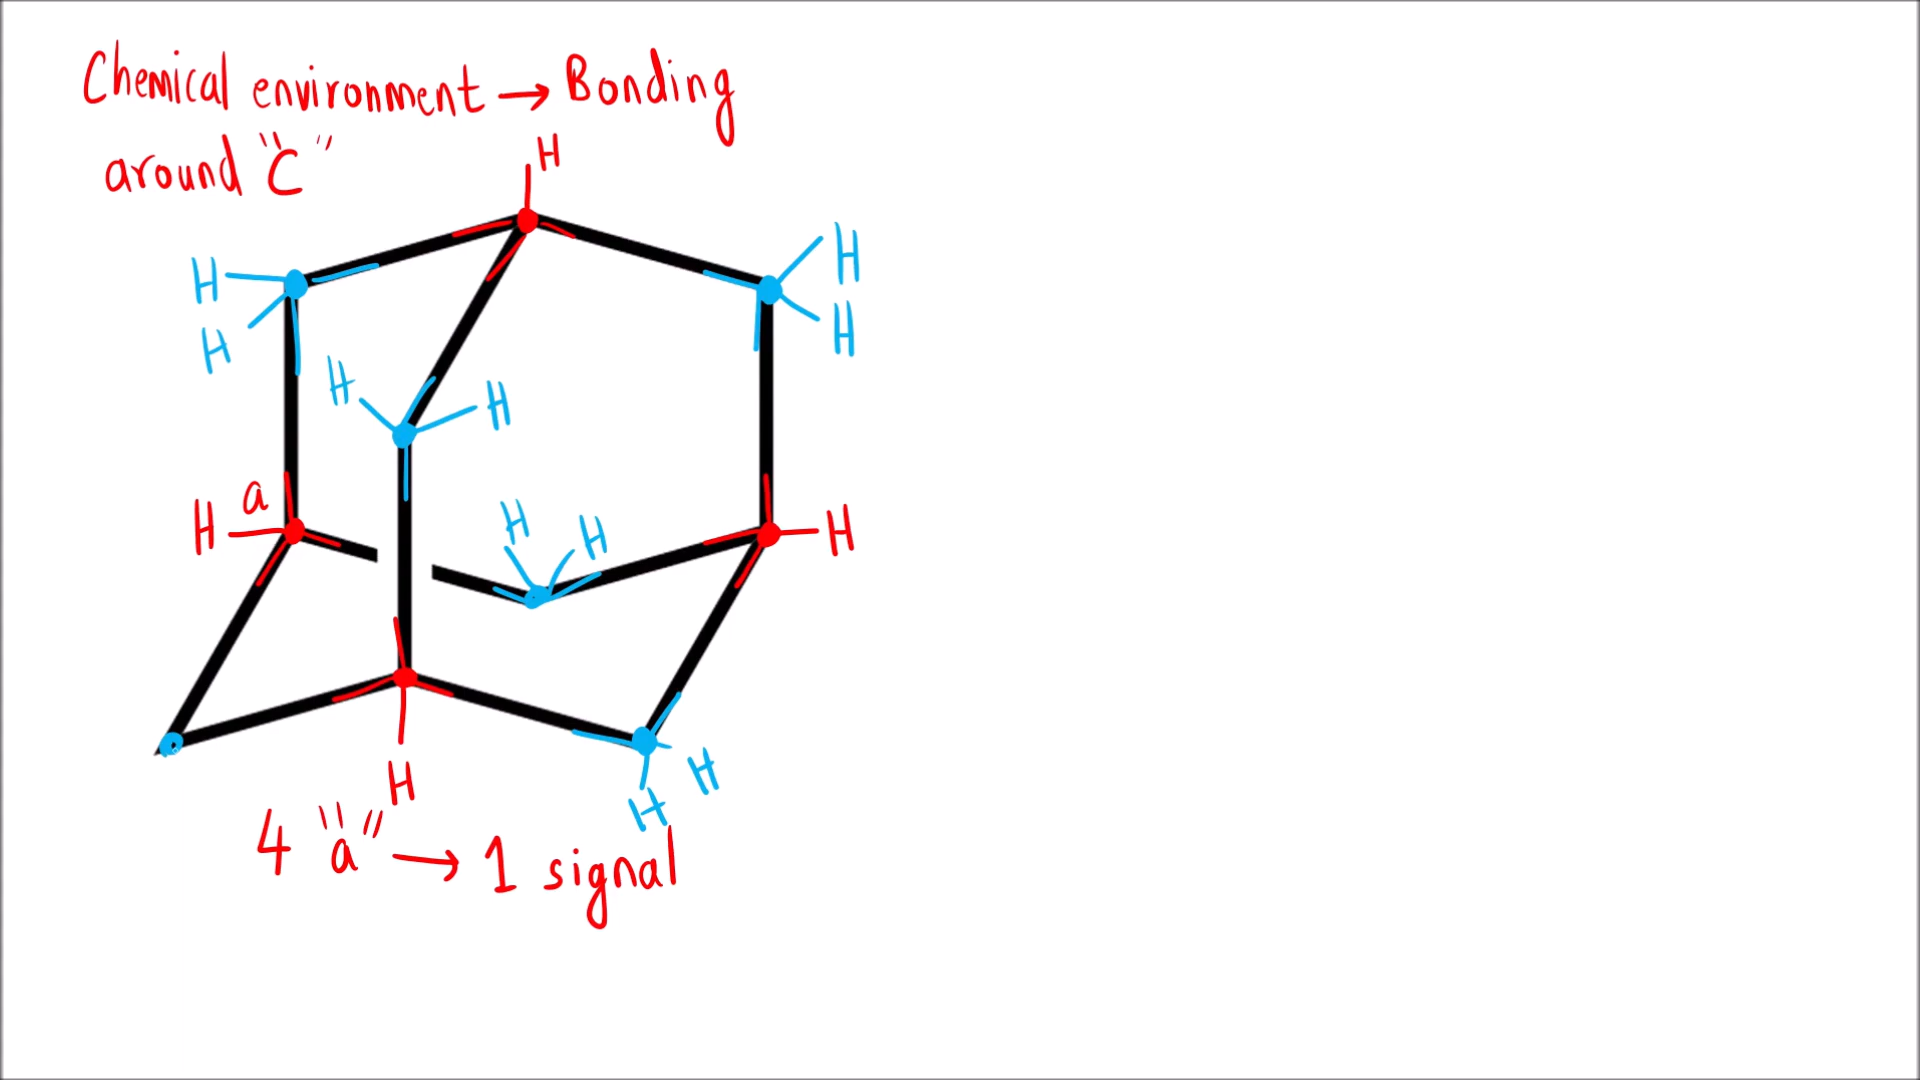 Chemical environment → Bonding
around "C"
H
H
H
H
H
H
H
a
H
H
H
H
H
H
H
4 "a" → 1 signal